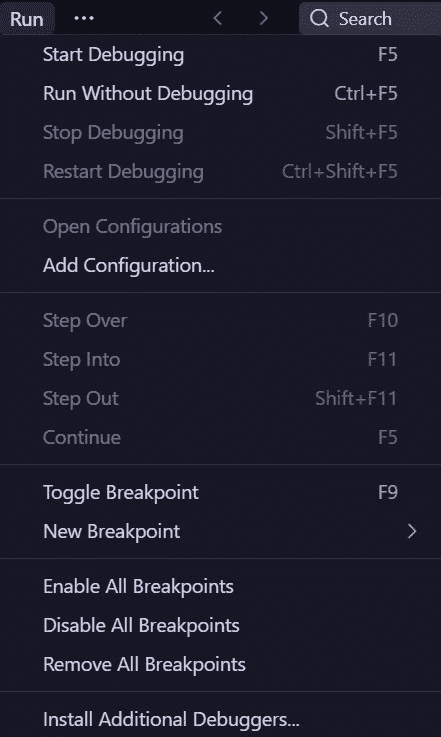 Run ··· Search
Start Debugging F5
Run Without Debugging Ctrl+F5
Stop Debugging Shift+F5
Restart Debugging Ctrl+Shift+F5
Open Configurations
Add Configuration...
Step Over F10
Step Into F11
Step Out Shift+F11
Continue F5
Toggle Breakpoint F9
New Breakpoint
Enable All Breakpoints
Disable All Breakpoints
Remove All Breakpoints
Install Additional Debuggers...